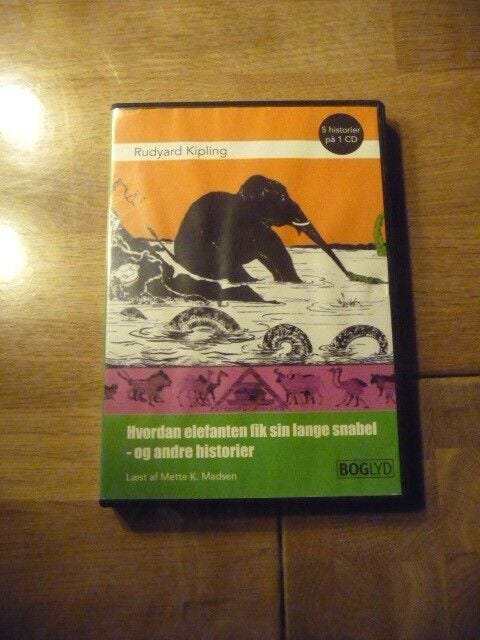 5 historier
på 1 CD
Rudyard Kipling
Hvordan elefanten fik sin lange snabel
- og andre historier
Læst af Mette K. Madsen
BOGLYD